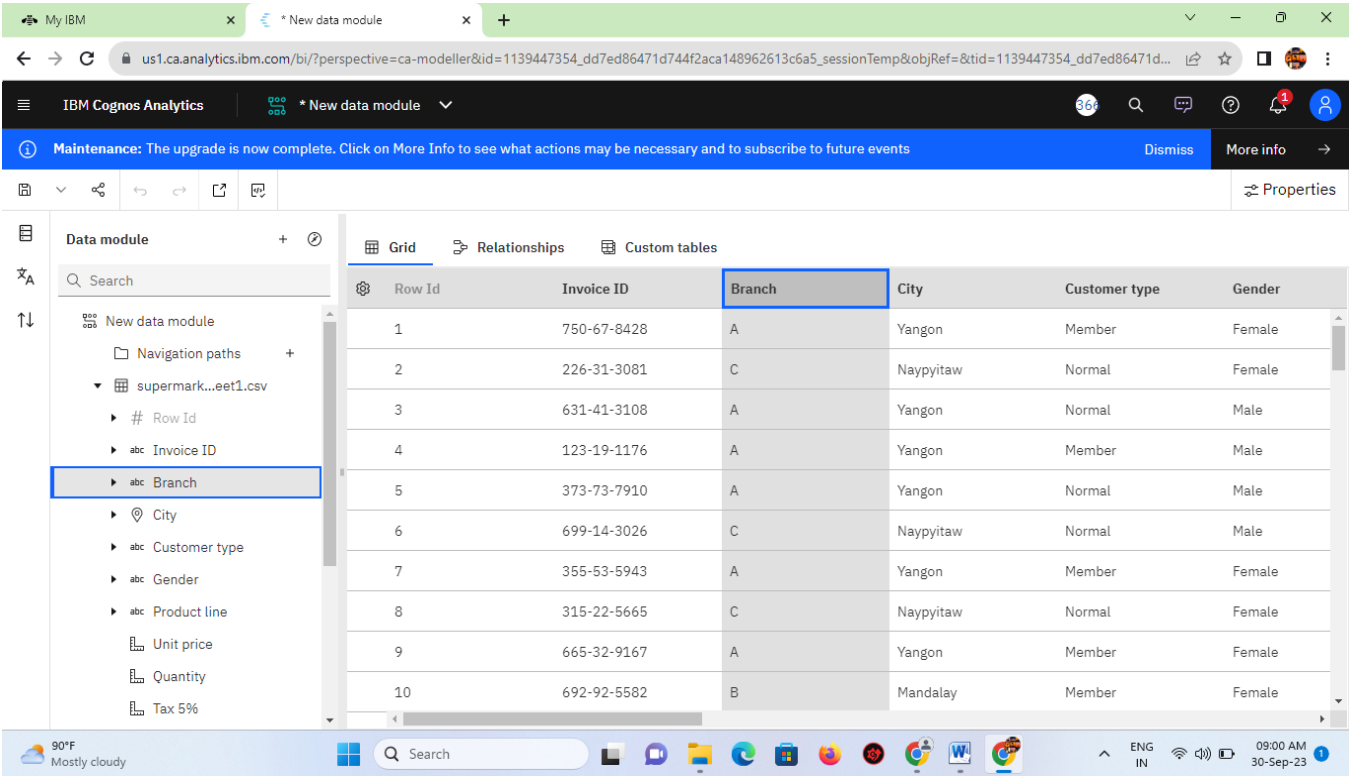 My IBM
* New data module
us1.ca.analytics.ibm.com/bi/?perspective=ca-modeller&id=1139447354_dd7ed86471d744f2aca148962613c6a5_sessionTemp&objRef=&tid=1139447354_dd7ed86471d...
IBM Cognos Analytics
* New data module
366
1
Maintenance: The upgrade is now complete. Click on More Info to see what actions may be necessary and to subscribe to future events
Dismiss
More info
Properties
Data module
Grid
Relationships
Custom tables
Search
New data module
Navigation paths
supermark...eet1.csv
# Row Id
abc Invoice ID
abc Branch
City
abc Customer type
abc Gender
abc Product line
Unit price
Quantity
Tax 5%
Row Id Invoice ID Branch City Customer type Gender
1 750-67-8428 A Yangon Member Female
2 226-31-3081 C Naypyitaw Normal Female
3 631-41-3108 A Yangon Normal Male
4 123-19-1176 A Yangon Member Male
5 373-73-7910 A Yangon Normal Male
6 699-14-3026 C Naypyitaw Normal Male
7 355-53-5943 A Yangon Member Female
8 315-22-5665 C Naypyitaw Normal Female
9 665-32-9167 A Yangon Member Female
10 692-92-5582 B Mandalay Member Female
90°F
Mostly cloudy
Search
ENG
IN
09:00 AM
30-Sep-23
1